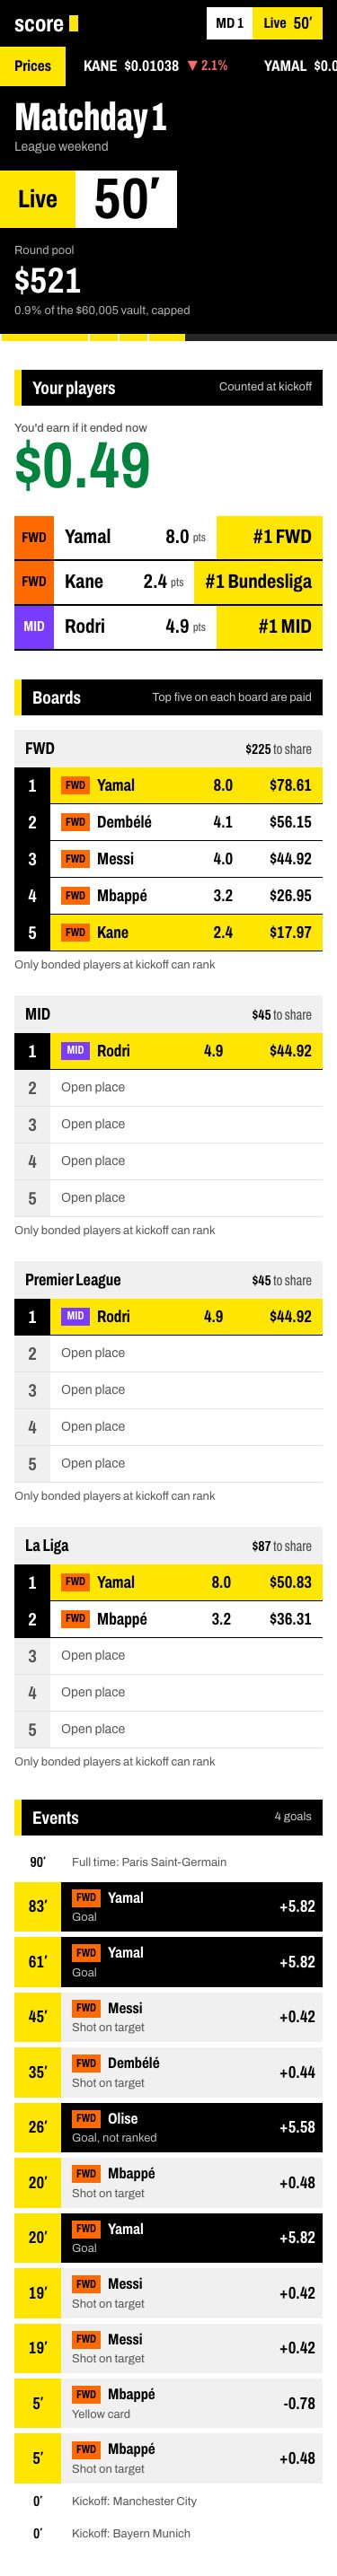 score
MD 1 Live 50′
Prices KANE $0.01038 ▼ 2.1% YAMAL $0.0
Matchday 1
League weekend
Live 50′
Round pool
$521
0.9% of the $60,005 vault, capped
Your players Counted at kickoff
You'd earn if it ended now
$0.49
FWD Yamal 8.0 pts #1 FWD
FWD Kane 2.4 pts #1 Bundesliga
MID Rodri 4.9 pts #1 MID
Boards Top five on each board are paid
FWD $225 to share
1 FWD Yamal 8.0 $78.61
2 FWD Dembélé 4.1 $56.15
3 FWD Messi 4.0 $44.92
4 FWD Mbappé 3.2 $26.95
5 FWD Kane 2.4 $17.97
Only bonded players at kickoff can rank
MID $45 to share
1 MID Rodri 4.9 $44.92
2 Open place
3 Open place
4 Open place
5 Open place
Only bonded players at kickoff can rank
Premier League $45 to share
1 MID Rodri 4.9 $44.92
2 Open place
3 Open place
4 Open place
5 Open place
Only bonded players at kickoff can rank
La Liga $87 to share
1 FWD Yamal 8.0 $50.83
2 FWD Mbappé 3.2 $36.31
3 Open place
4 Open place
5 Open place
Only bonded players at kickoff can rank
Events 4 goals
90′ Full time: Paris Saint-Germain
83′ FWD Yamal +5.82
Goal
61′ FWD Yamal +5.82
Goal
45′ FWD Messi +0.42
Shot on target
35′ FWD Dembélé +0.44
Shot on target
26′ FWD Olise +5.58
Goal, not ranked
20′ FWD Mbappé +0.48
Shot on target
20′ FWD Yamal +5.82
Goal
19′ FWD Messi +0.42
Shot on target
19′ FWD Messi +0.42
Shot on target
5′ FWD Mbappé -0.78
Yellow card
5′ FWD Mbappé +0.48
Shot on target
0′ Kickoff: Manchester City
0′ Kickoff: Bayern Munich